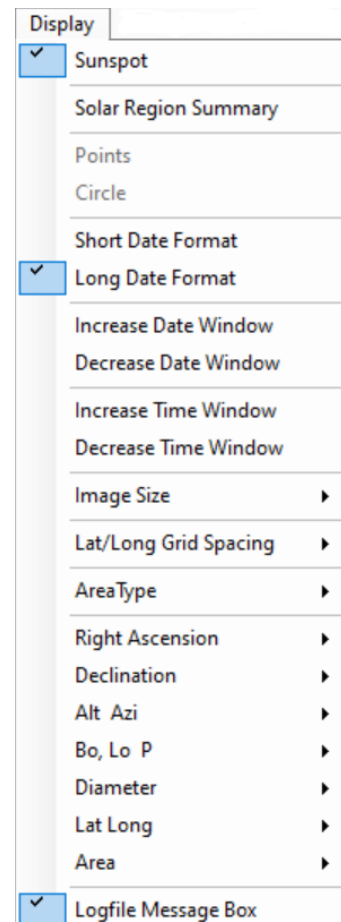 Display
Sunspot
Solar Region Summary
Points
Circle
Short Date Format
Long Date Format
Increase Date Window
Decrease Date Window
Increase Time Window
Decrease Time Window
Image Size
Lat/Long Grid Spacing
AreaType
Right Ascension
Declination
Alt Azi
Bo, Lo P
Diameter
Lat Long
Area
Logfile Message Box